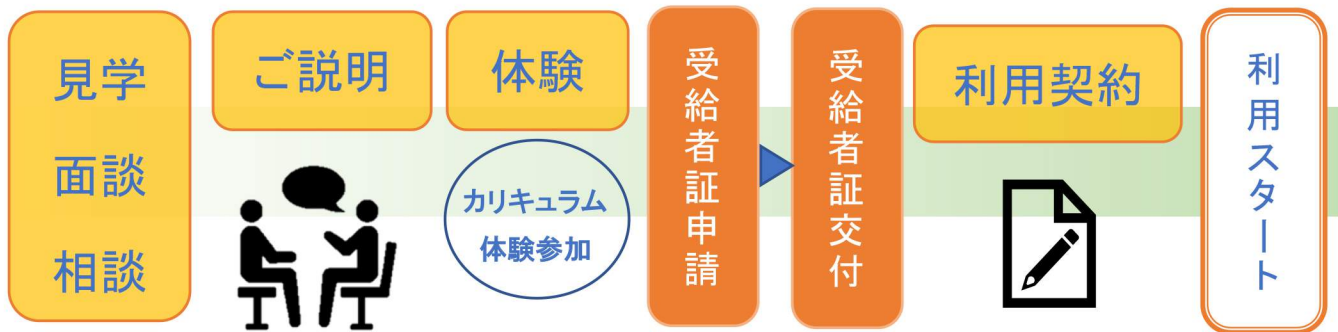 見学
面談
相談
ご説明
体験
カリキュラム
体験参加
受給者証申請
受給者証交付
利用契約
利用スタート